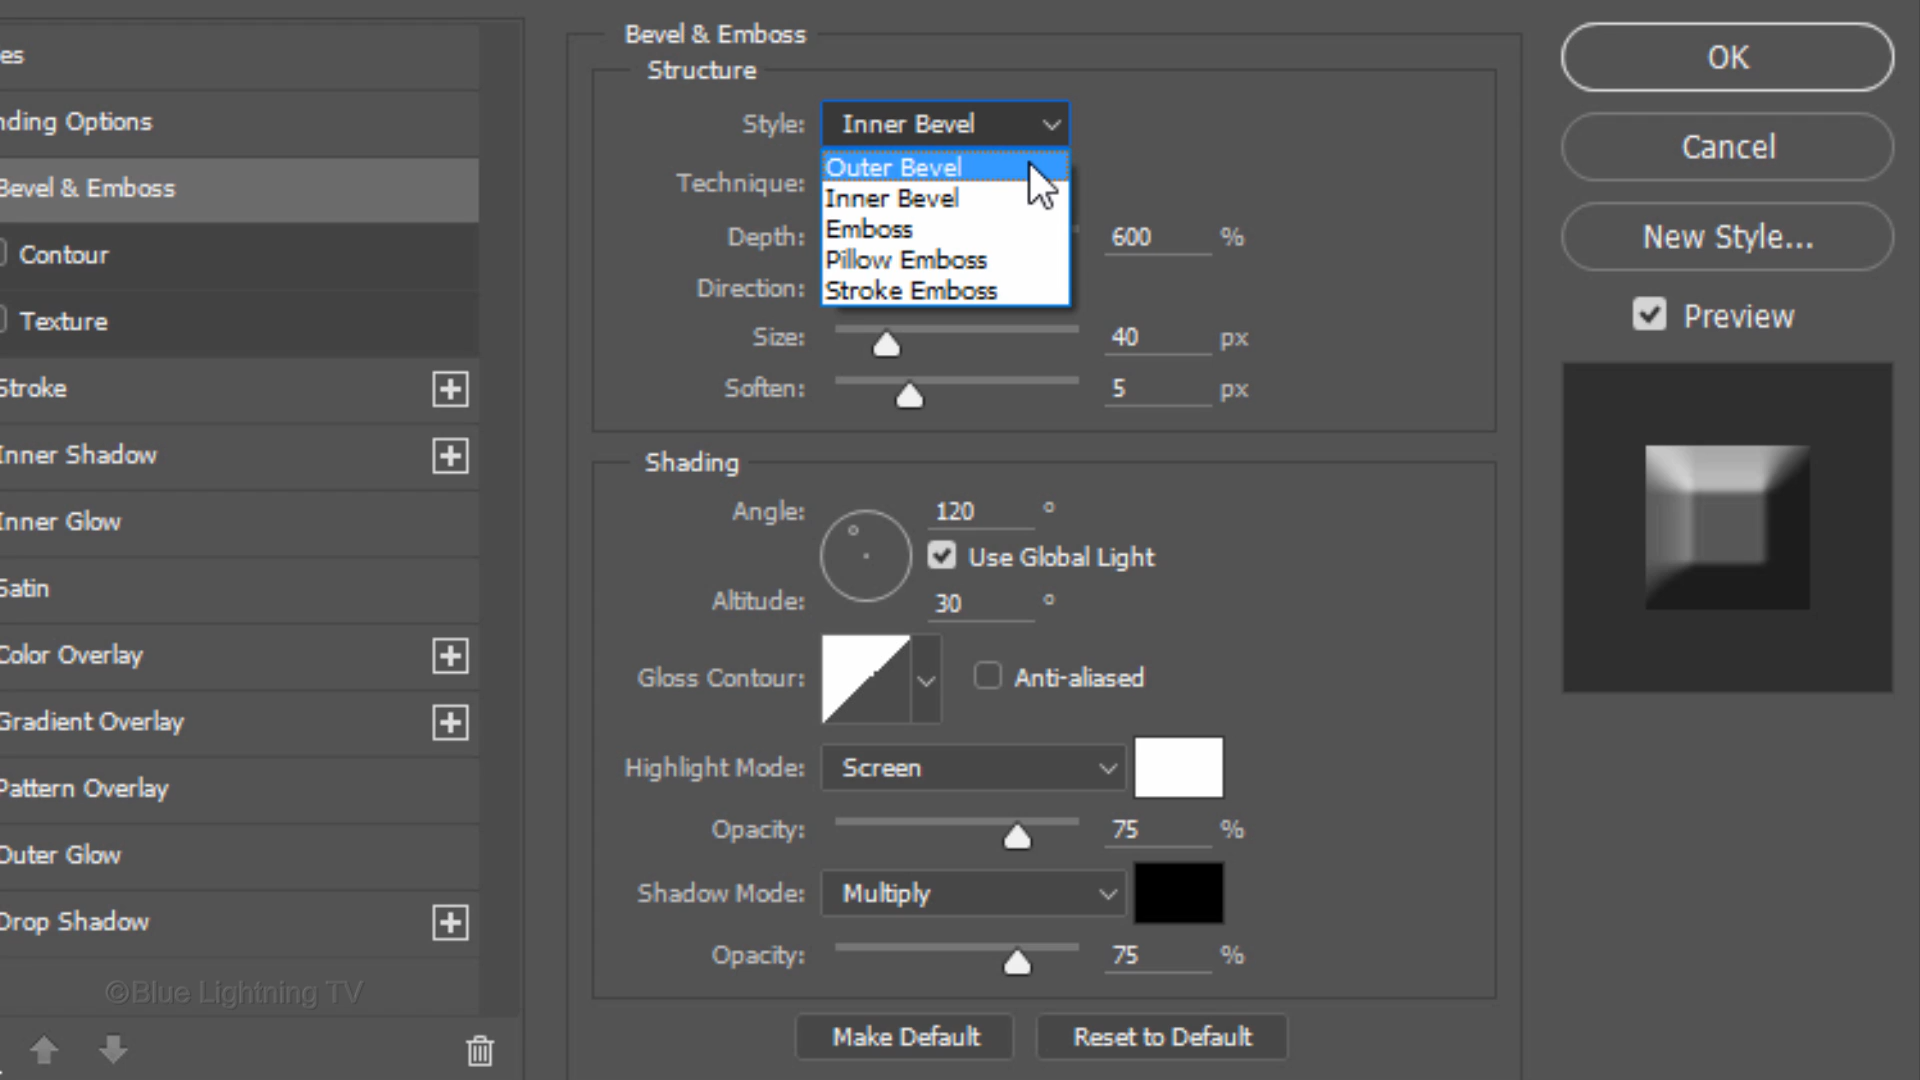 es
nding Options
Bevel & Emboss
Contour
Texture
Stroke
Inner Shadow
Inner Glow
Satin
Color Overlay
Gradient Overlay
Pattern Overlay
Outer Glow
Drop Shadow
©Blue Lightning TV
Bevel & Emboss
Structure
Style: Inner Bevel
Outer Bevel
Inner Bevel
Emboss
Pillow Emboss
Stroke Emboss
Technique:
Depth: 600 %
Direction:
Size: 40 px
Soften: 5 px
Shading
Angle: 120 °
Use Global Light
Altitude: 30 °
Gloss Contour: Anti-aliased
Highlight Mode: Screen
Opacity: 75 %
Shadow Mode: Multiply
Opacity: 75 %
Make Default Reset to Default
OK
Cancel
New Style...
Preview